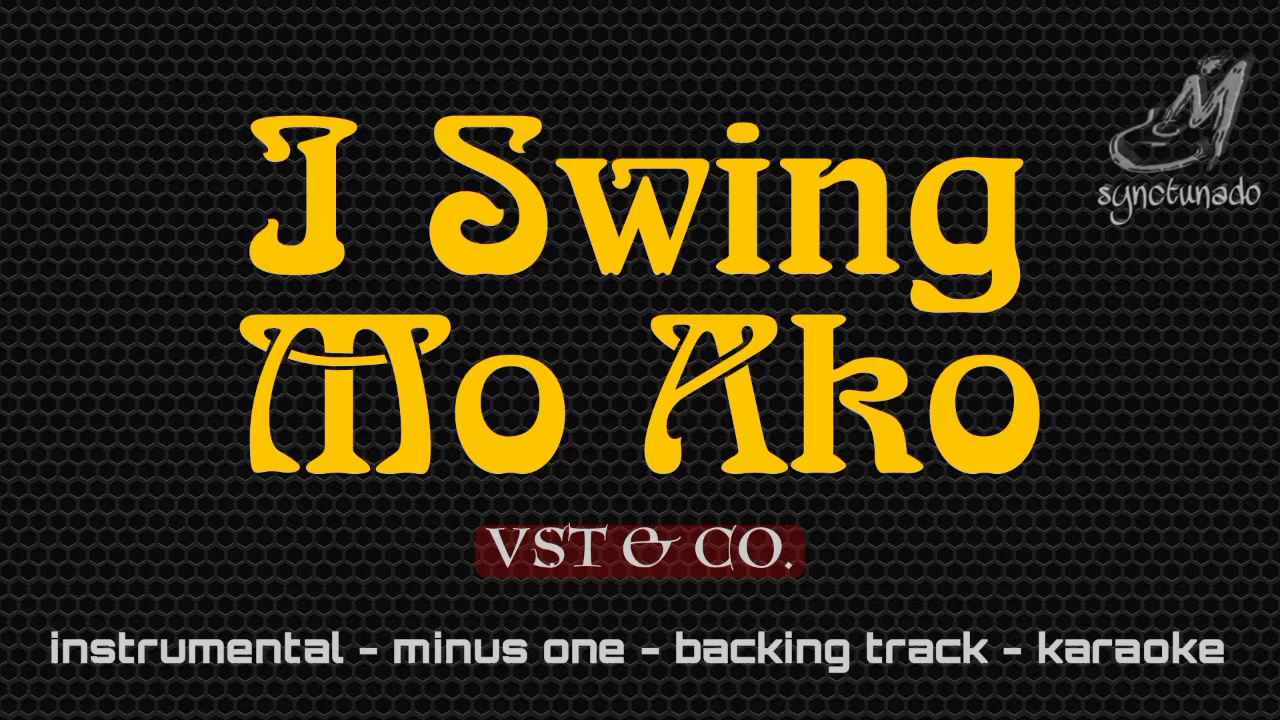 I Swing
Mo Ako
synctunado
VST & CO.
instrumental - minus one - backing track - karaoke